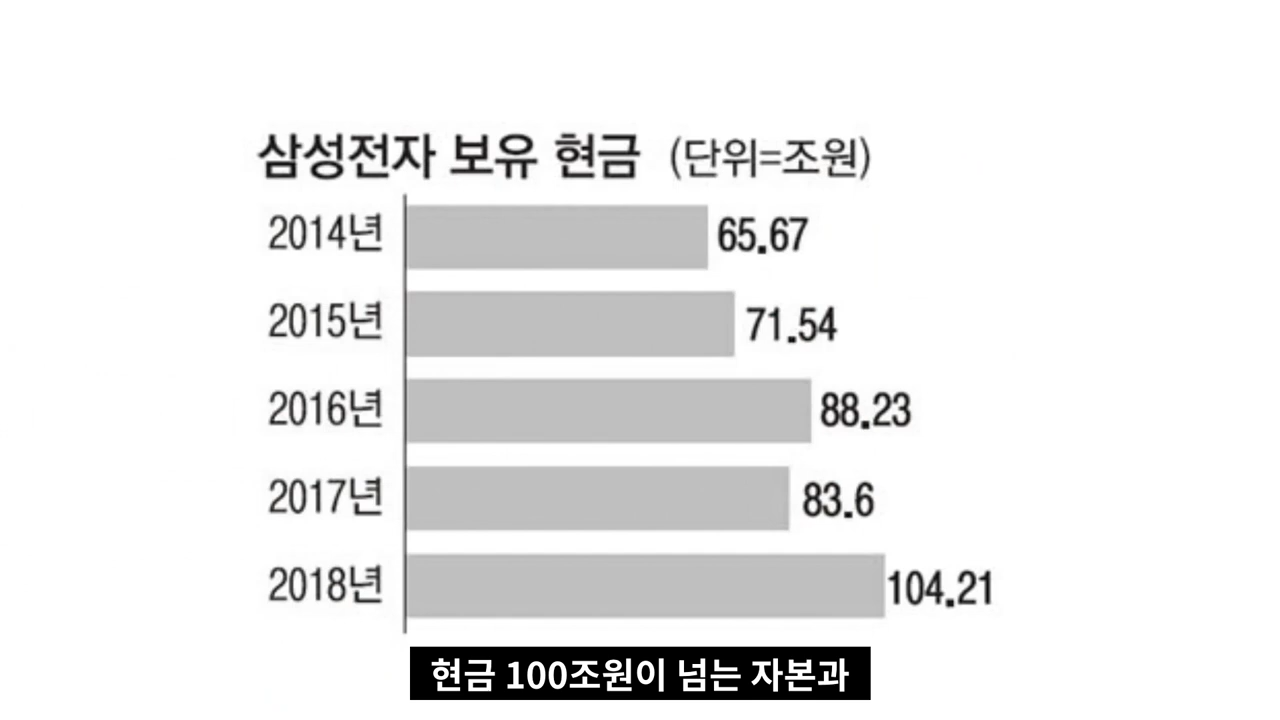 삼성전자 보유 현금 (단위=조원)
2014년 65.67
2015년 71.54
2016년 88.23
2017년 83.6
2018년 104.21
현금 100조원이 넘는 자본과